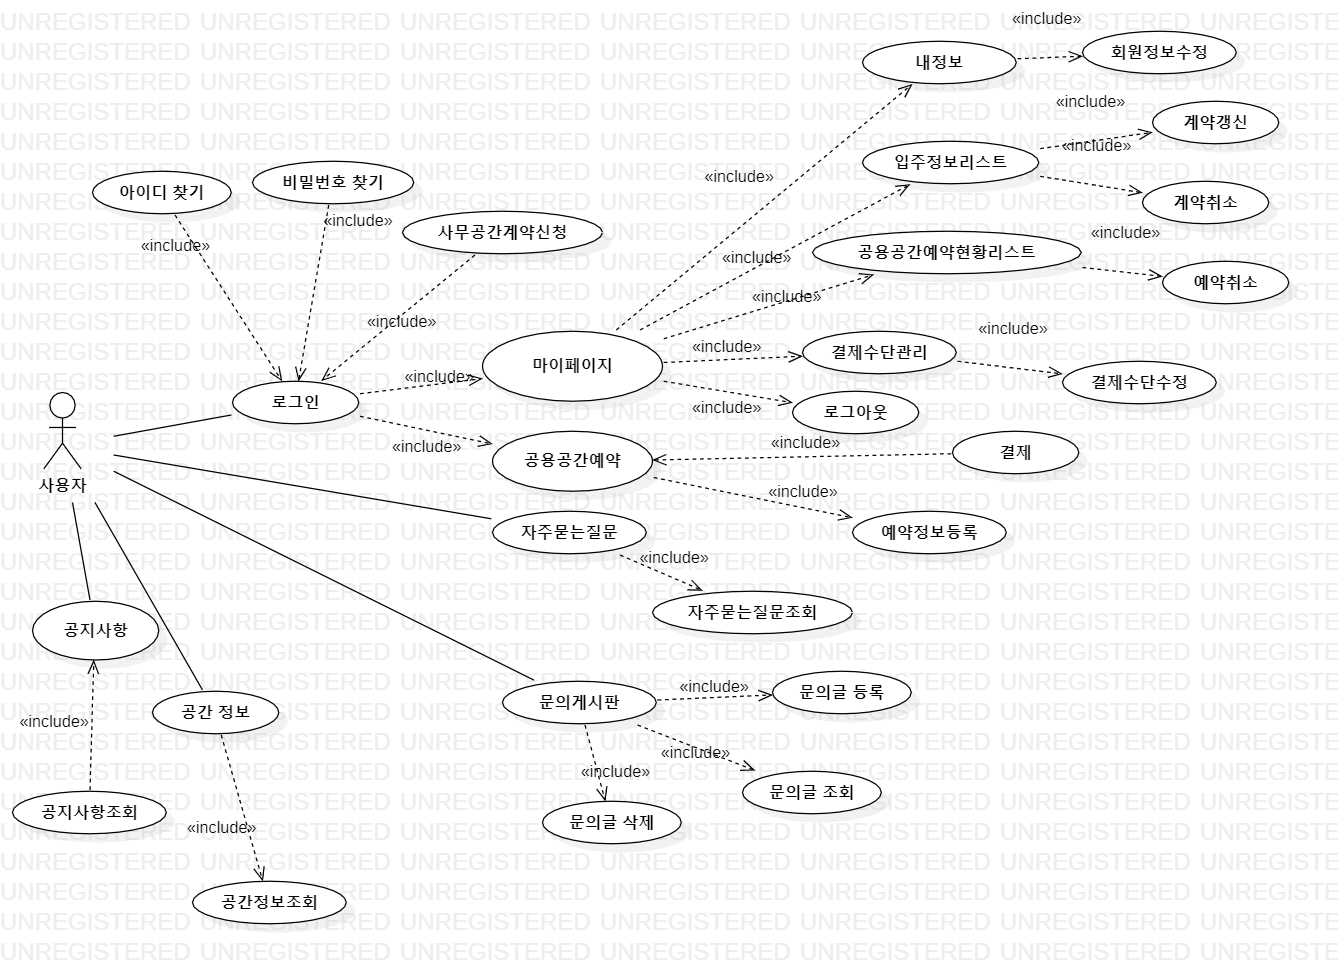 «include»
내정보
회원정보수정
«include»
계약갱신
«include»
입주정보리스트
«include»
비밀번호 찾기
아이디 찾기
계약취소
«include»
사무공간계약신청
«include»
«include»
공용공간예약현황리스트
«include»
예약취소
«include»
«include»
«include»
«include»
마이페이지
결제수단관리
«include»
결제수단수정
로그인
«include»
로그아웃
«include»
공용공간예약
«include»
결제
«include»
사용자
«include»
자주묻는질문
예약정보등록
«include»
자주묻는질문조회
공지사항
«include»
공간 정보
문의게시판
«include»
문의글 등록
«include»
«include»
문의글 조회
공지사항조회
«include»
문의글 삭제
공간정보조회
UNREGISTERED